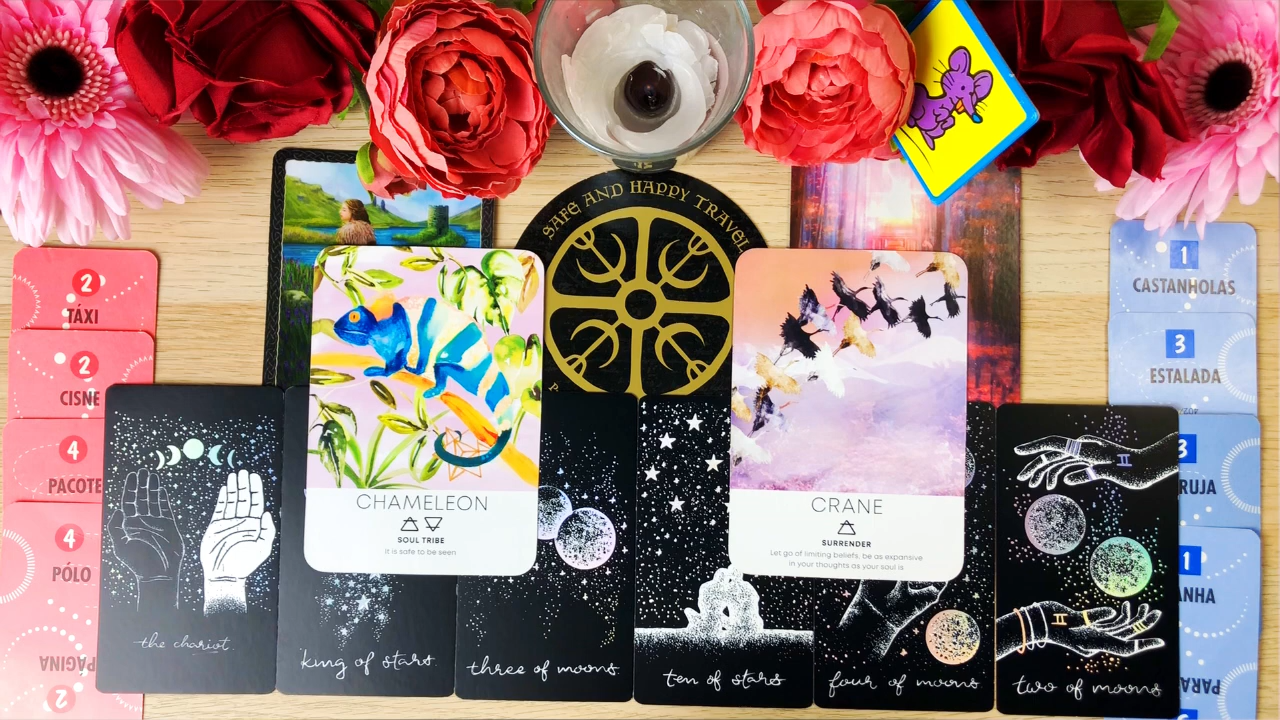 SAFE AND HAPPY TRAVEL
2
TÁXI
2
CISNE
4
PACOTE
4
PÓLO
PAGINA
2
CHAMELEON
SOUL TRIBE
It is safe to be seen
CRANE
SURRENDER
Let go of limiting beliefs, be as expansive
in your thoughts as your soul is
1
CASTANHOLAS
3
ESTALADA
3
RUJA
1
ANHA
the chariot.
king of stars.
three of moons.
ten of stars.
four of moons.
two of moons